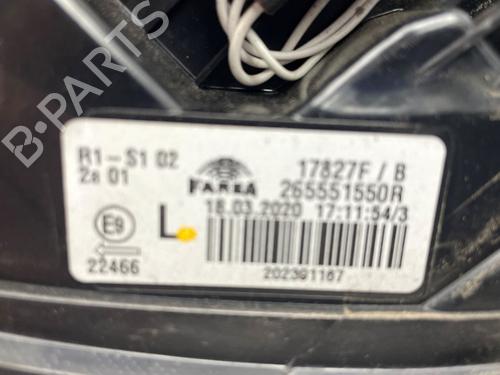 B-PARTS
R1-S1 02
2a 01
FARBA
17827F / B
265551550R
18.03.2020 17:11:54/3
E9
L
22466
202391167